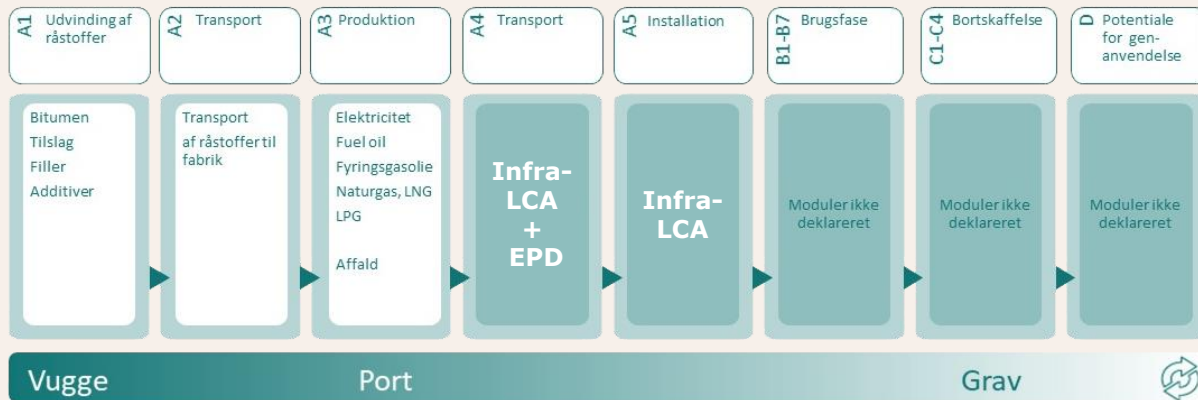 A1
Udvinding af
råstoffer
A2
Transport
A3
Produktion
A4
Transport
A5
Installation
B1-B7
Brugsfase
C1-C4
Bortskaffelse
D
Potentiale
for gen-
anvendelse
Bitumen
Tilslag
Filler
Additiver
Transport
af råstoffer til
fabrik
Elektricitet
Fuel oil
Fyringsgasolie
Naturgas, LNG
LPG
Affald
Infra-
LCA
+
EPD
Infra-
LCA
Moduler ikke
deklareret
Moduler ikke
deklareret
Moduler ikke
deklareret
Vugge
Port
Grav